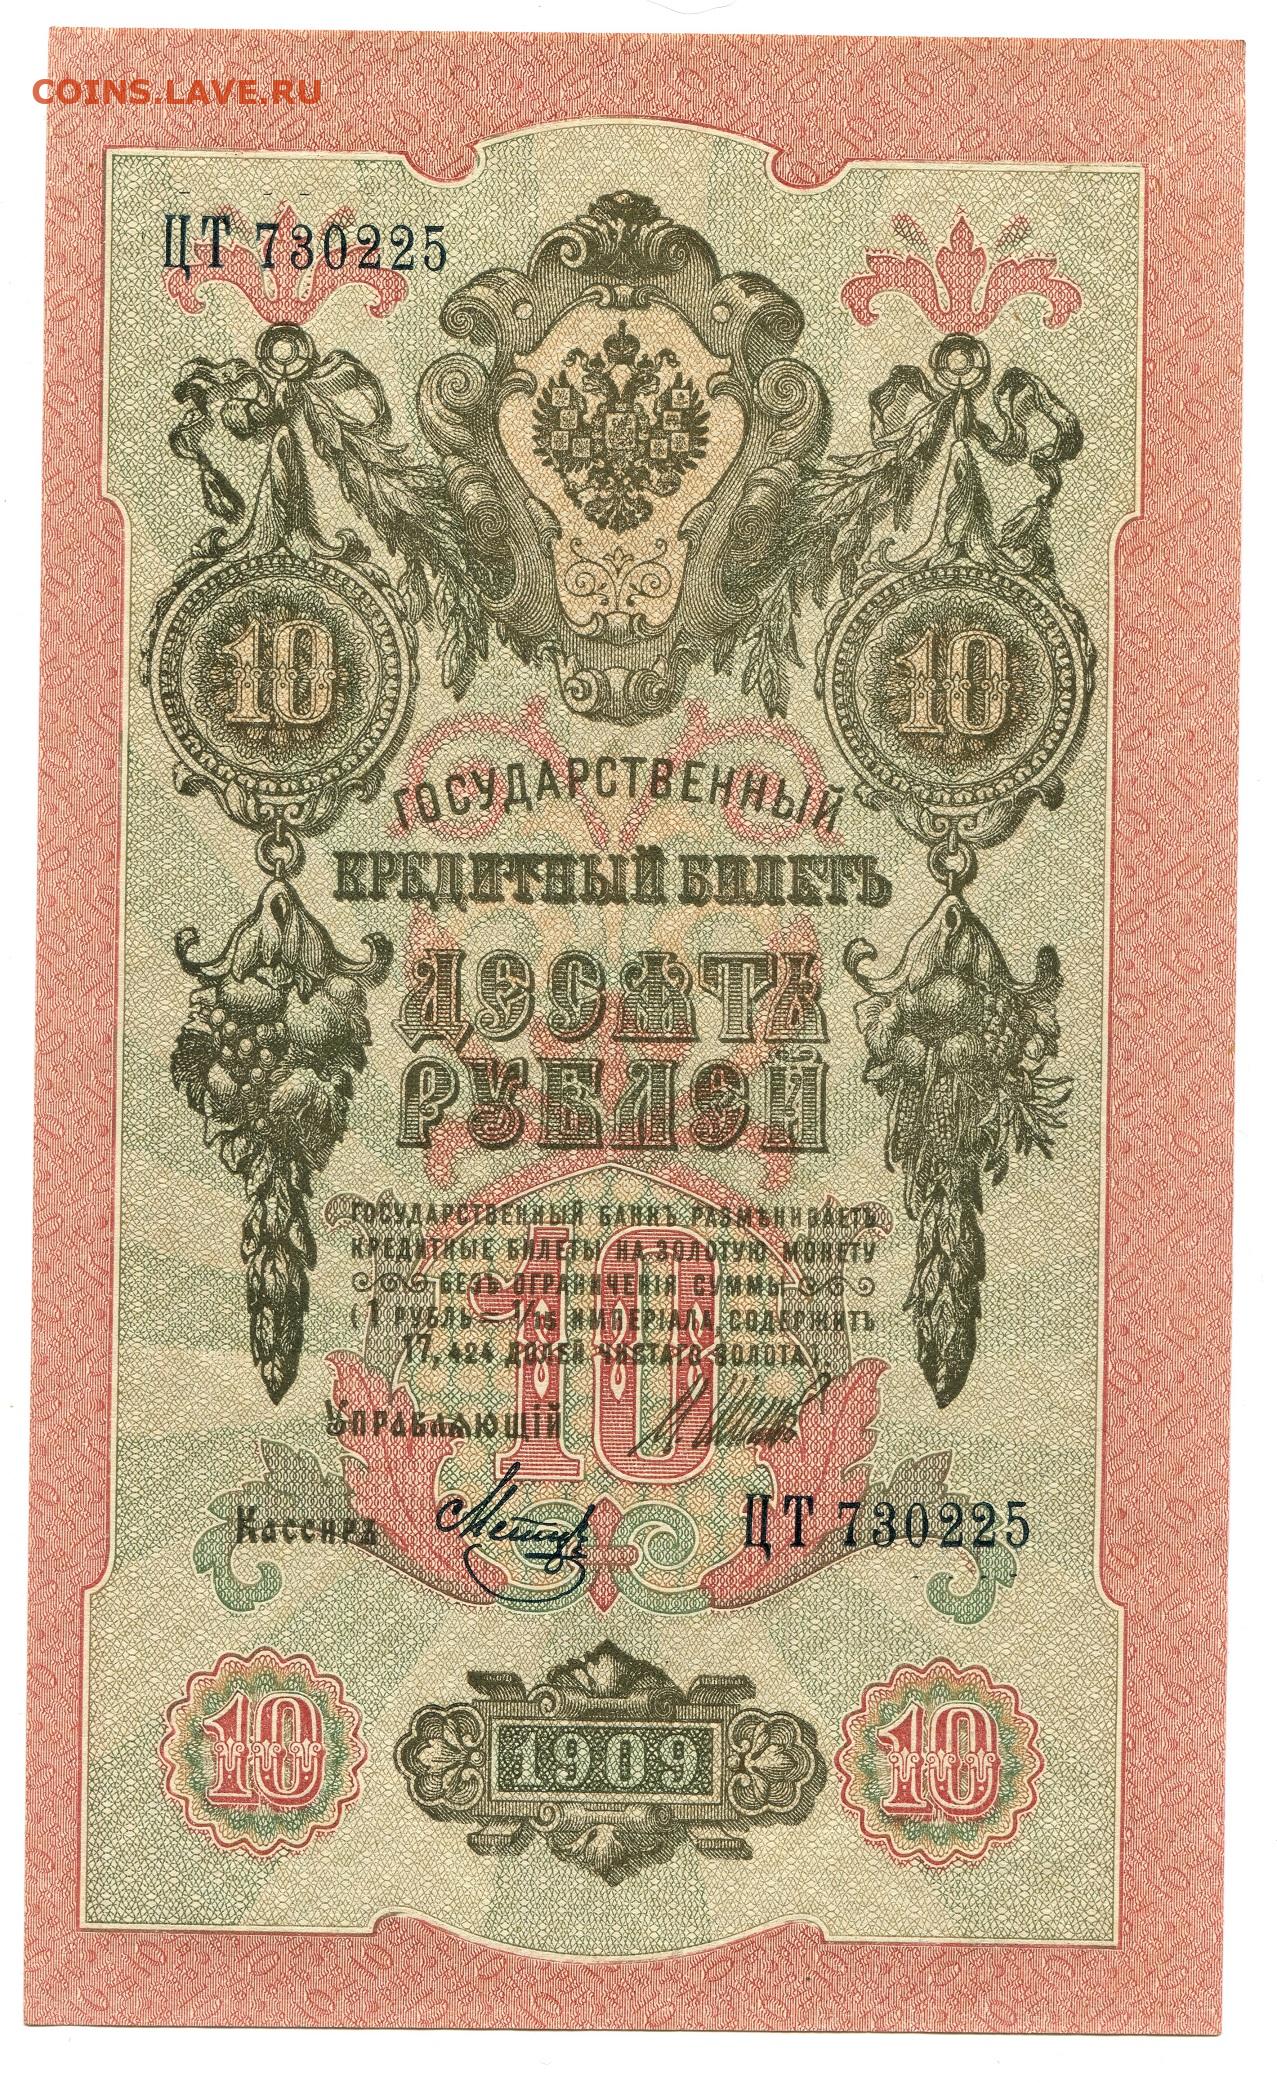 COINS.LAVE.RU
ЦТ 730225
10 10
ГОСУДАРСТВЕННЫЙ
КРЕДИТНЫЙ БИЛЕТЪ
ДЕСЯТЬ
РУБЛЕЙ
ГОСУДАРСТВЕННЫЙ БАНКЪ РАЗМѢНИВАЕТЪ
КРЕДИТНЫЕ БИЛЕТЫ НА ЗОЛОТУЮ МОНЕТУ
БЕЗЪ ОГРАНИЧЕНІЯ СУММЫ
(1 РУБЛЬ = 1/15 ИМПЕРІАЛА, СОДЕРЖИТЪ
17,424 ДОЛЕЙ ЧИСТАГО ЗОЛОТА).
10
Управляющій
Кассиръ
ЦТ 730225
10 1909 10